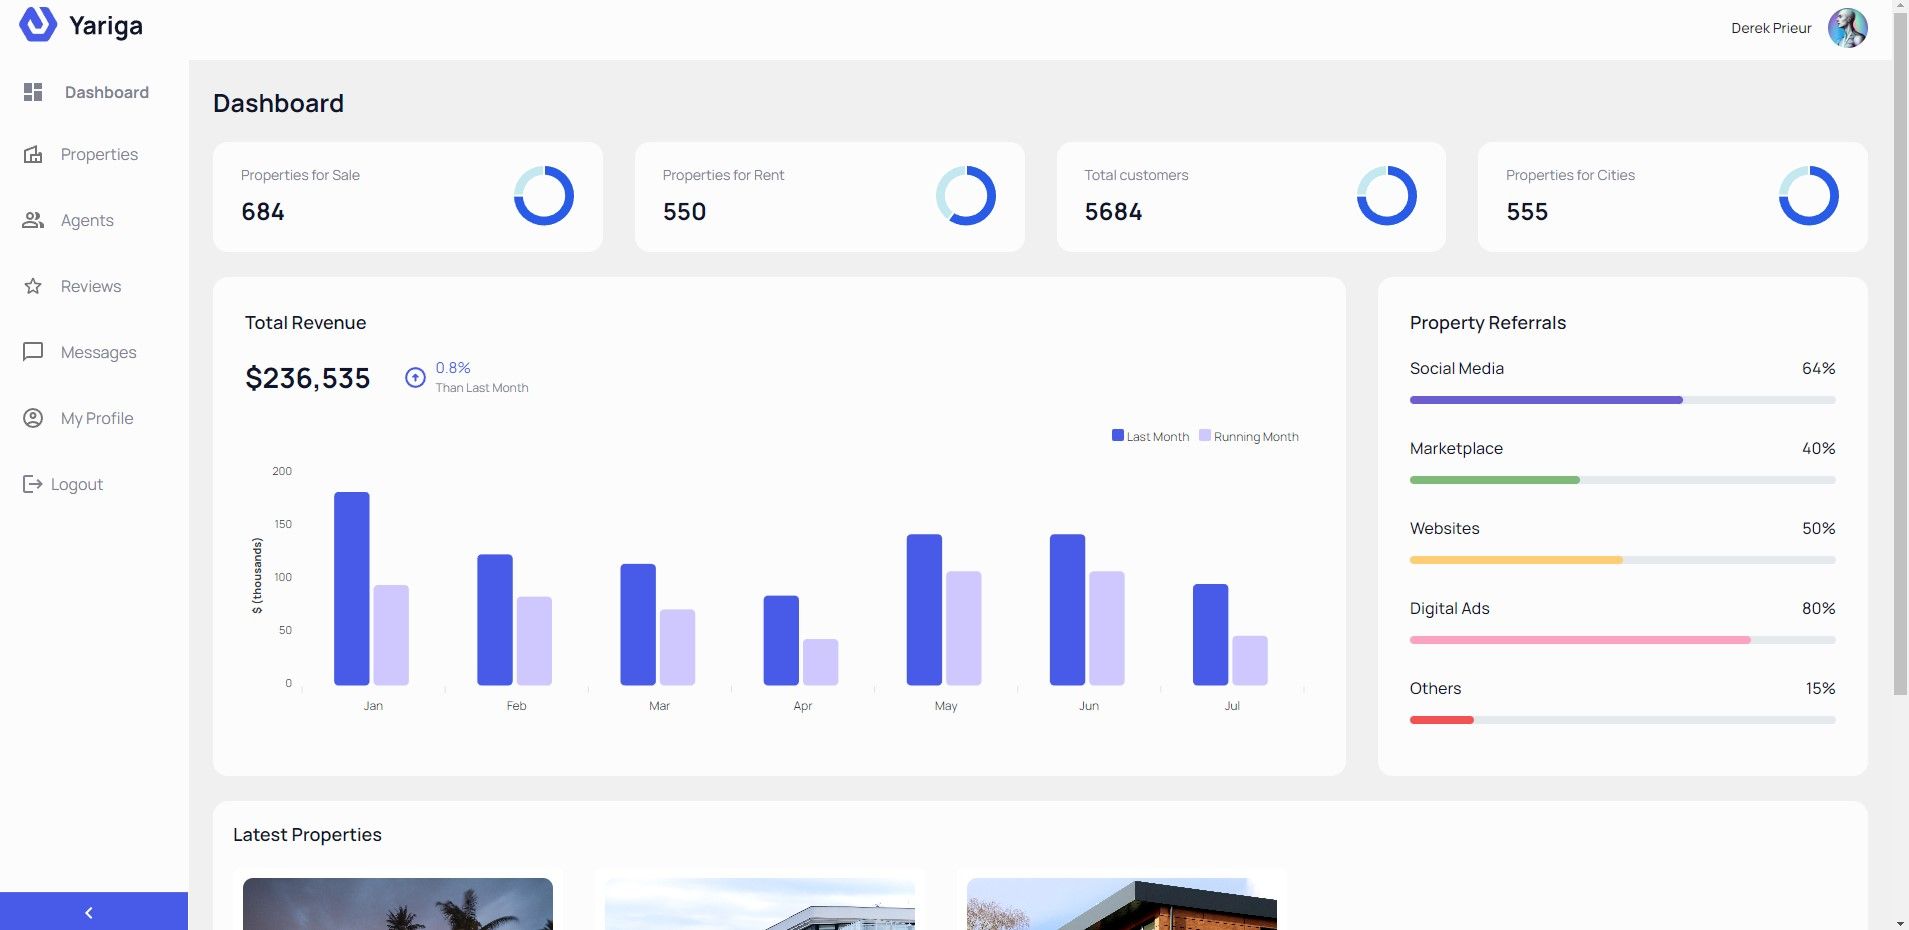 Yariga
Derek Prieur
Dashboard
Properties
Agents
Reviews
Messages
My Profile
Logout
Dashboard
Properties for Sale
684
Properties for Rent
550
Total customers
5684
Properties for Cities
555
Total Revenue
$236,535
0.8%
Than Last Month
Last Month
Running Month
$ (thousands)
200
150
100
50
0
Jan
Feb
Mar
Apr
May
Jun
Jul
Property Referrals
Social Media
64%
Marketplace
40%
Websites
50%
Digital Ads
80%
Others
15%
Latest Properties